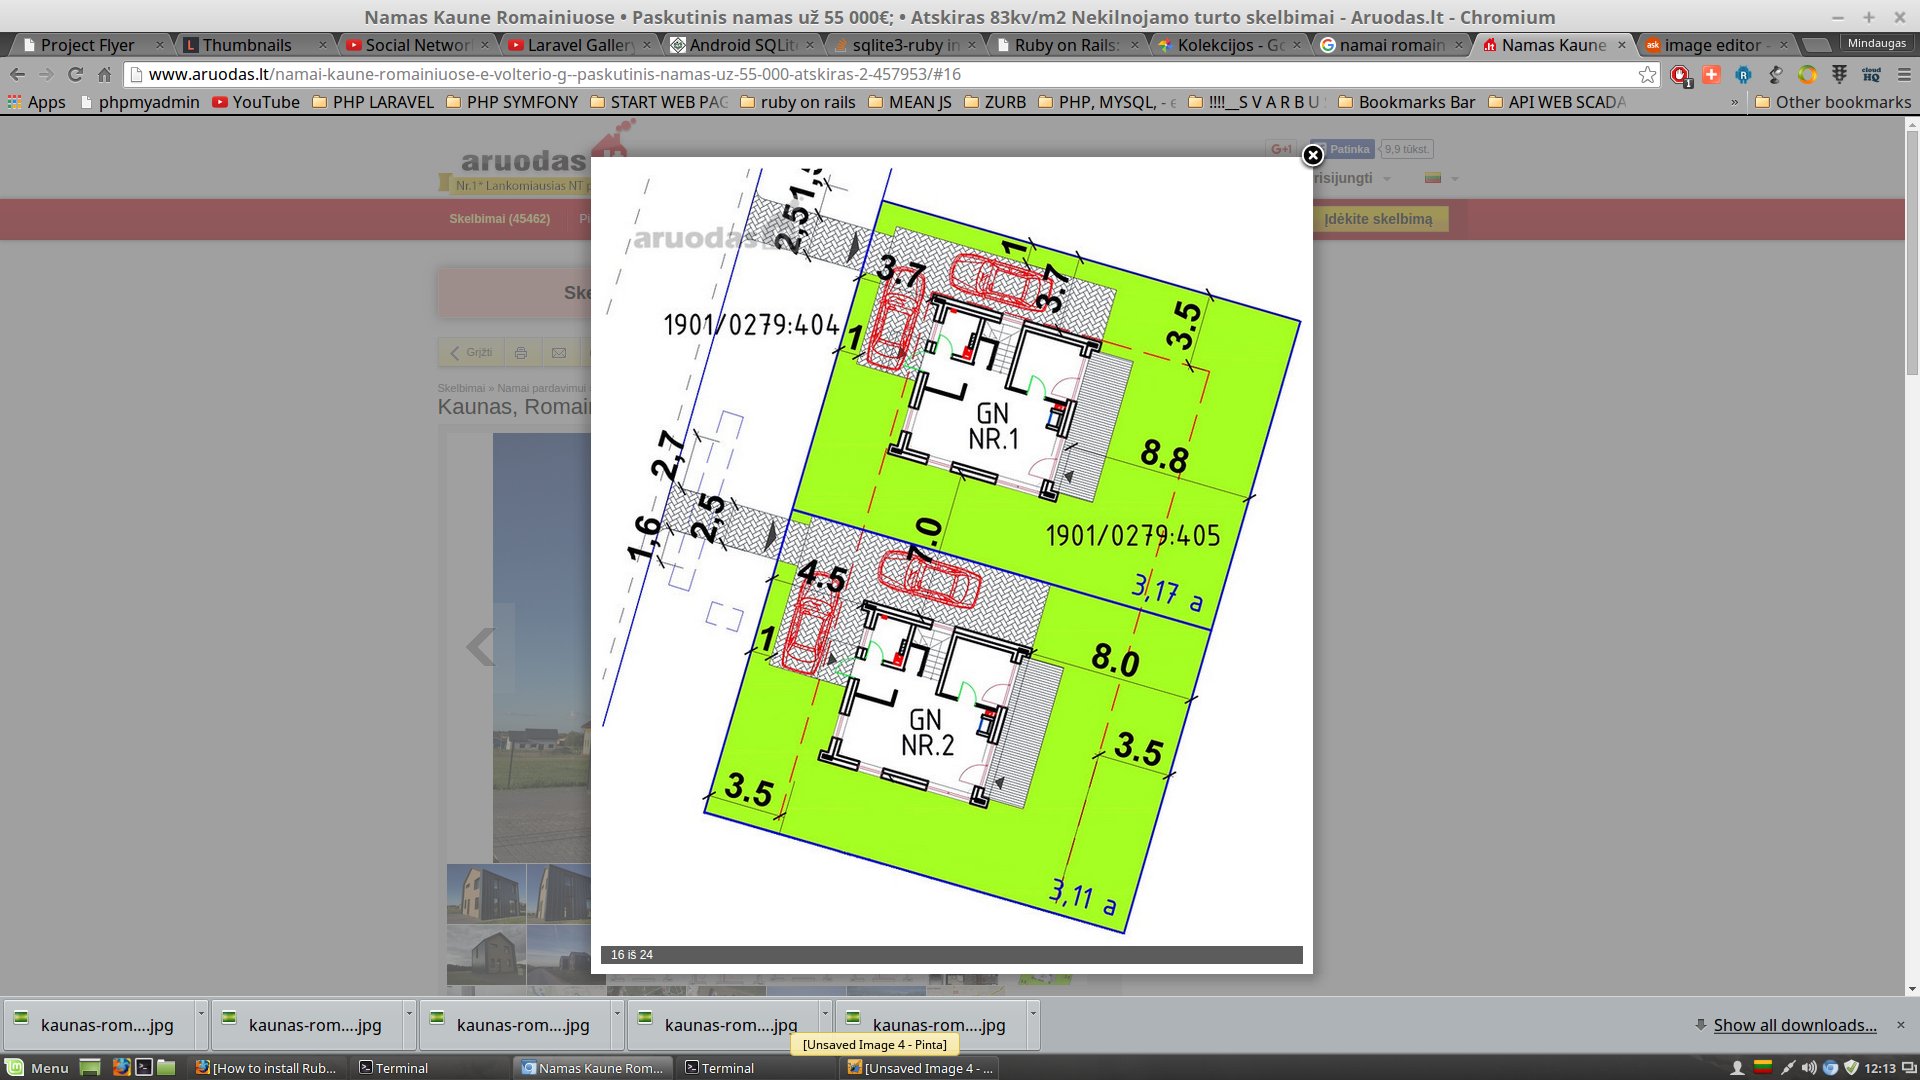 Namas Kaune Romainiuose • Paskutinis namas už 55 000€; • Atskiras 83kv/m2 Nekilnojamo turto skelbimai - Aruodas.lt - Chromium
Project Flyer
Thumbnails
Social Networ
Laravel Gallery
Android SQLit
sqlite3-ruby in
Ruby on Rails:
Kolekcijos - Go
namai romain
Namas Kaune
image editor -
Mindaugas
www.aruodas.lt/namai-kaune-romainiuose-e-volterio-g--paskutinis-namas-uz-55-000-atskiras-2-457953/#16
Apps
phpmyadmin
YouTube
PHP LARAVEL
PHP SYMFONY
START WEB PAG
ruby on rails
MEAN JS
ZURB
PHP, MYSQL, - e
!!!!__S V A R B U
Bookmarks Bar
API WEB SCADA
»
Other bookmarks
aruodas
Nr.1* Lankomiausias NT p
G+1
Patinka
9,9 tūkst.
risijungti
Skelbimai (45462)
Įdėkite skelbimą
Ske
Grįžti
Skelbimai » Namai pardavimui
Kaunas, Romain
aruodas
2,5
3.7
1
3.7
3.5
1901/0279:404
1
GN
NR.1
8.8
2,7
2,5
1,6
7.0
1901/0279:405
3,17 a
4.5
1
8.0
GN
NR.2
3.5
3.5
3,11 a
16 iš 24
kaunas-rom....jpg
kaunas-rom....jpg
kaunas-rom....jpg
kaunas-rom....jpg
kaunas-rom....jpg
Show all downloads...
[Unsaved Image 4 - Pinta]
Menu
[How to install Rub...
Terminal
Namas Kaune Rom...
Terminal
[Unsaved Image 4 - ...
12:13